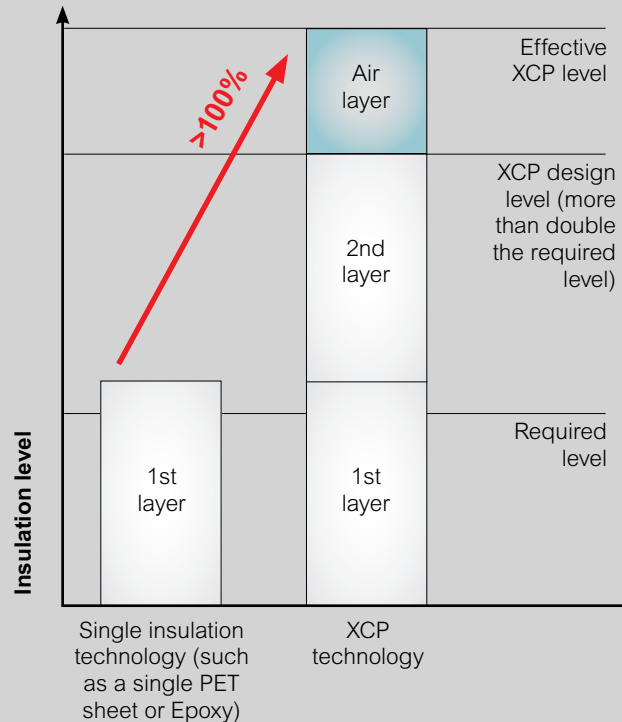 Effective
XCP level
Air
layer
>100%
XCP design
level (more
than double
the required
level)
2nd
layer
Required
level
1st
layer
1st
layer
Insulation level
Single insulation
technology (such
as a single PET
sheet or Epoxy)
XCP
technology